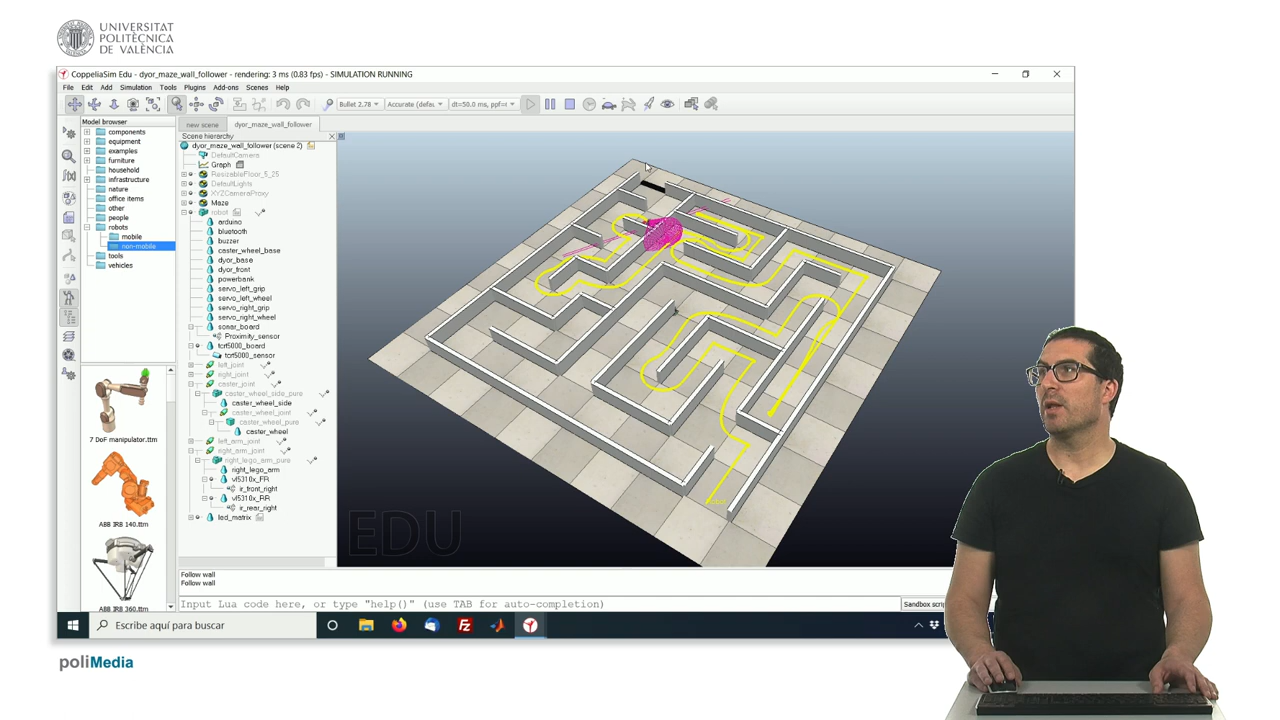 UNIVERSITAT
POLITÈCNICA
DE VALÈNCIA
CoppeliaSim Edu - dyor_maze_wall_follower - rendering: 3 ms (0.83 fps) - SIMULATION RUNNING
File Edit Add Simulation Tools Plugins Add-ons Scenes Help
Bullet 2.78 Accurate (defau dt=50.0 ms, ppf=
new scene dyor_maze_wall_follower
Model browser
components
equipment
examples
furniture
household
infrastructure
nature
office items
other
people
robots
mobile
non-mobile
tools
vehicles
7 DoF manipulator.ttm
ABB IRB 140.ttm
ABB IRB 360.ttm
Scene hierarchy
dyor_maze_wall_follower (scene 2)
DefaultCamera
Graph
ResizableFloor_5_25
DefaultLights
XYZCameraProxy
Maze
robot
arduino
bluetooth
buzzer
caster_wheel_base
dyor_base
dyor_front
powerbank
servo_left_grip
servo_left_wheel
servo_right_grip
servo_right_wheel
sonar_board
Proximity_sensor
tcrt5000_board
tcrt5000_sensor
left_joint
right_joint
caster_joint
caster_wheel_side_pure
caster_wheel_side
caster_wheel_joint
caster_wheel_pure
caster_wheel
left_arm_joint
right_arm_joint
right_lego_arm_pure
right_lego_arm
vl5310x_FR
ir_front_right
vl5310x_RR
ir_rear_right
led_matrix
EDU
Follow wall
Follow wall
Input Lua code here, or type "help()" (use TAB for auto-completion)
Sandbox scrip
Escribe aquí para buscar
poliMedia